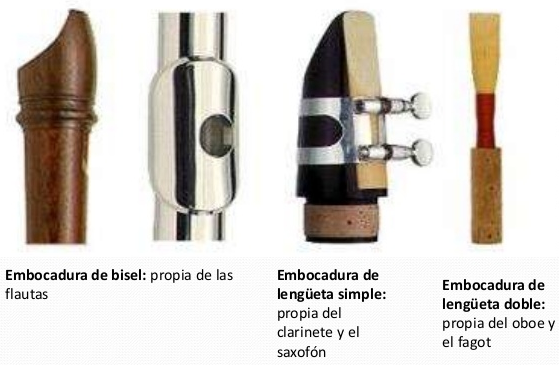 Embocadura de bisel: propia de las
flautas
Embocadura de
lengüeta simple:
propia del
clarinete y el
saxofón
Embocadura de
lengüeta doble:
propia del oboe y
el fagot